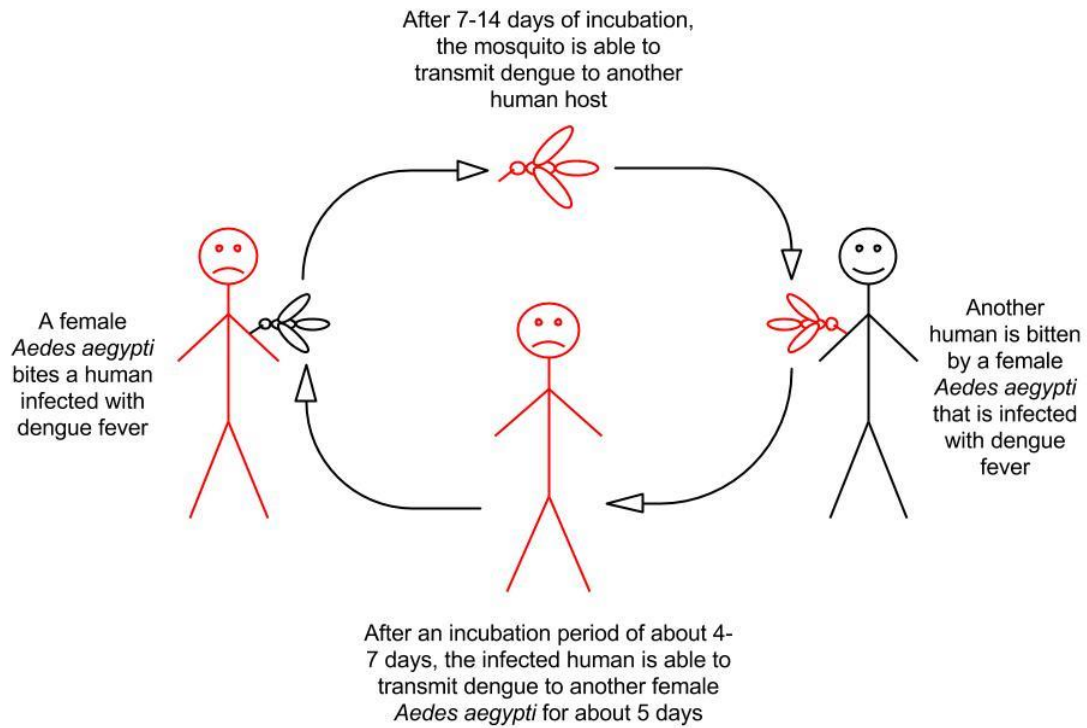 After 7-14 days of incubation,
the mosquito is able to
transmit dengue to another
human host
A female
Aedes aegypti
bites a human
infected with
dengue fever
Another
human is bitten
by a female
Aedes aegypti
that is infected
with dengue
fever
After an incubation period of about 4-
7 days, the infected human is able to
transmit dengue to another female
Aedes aegypti for about 5 days